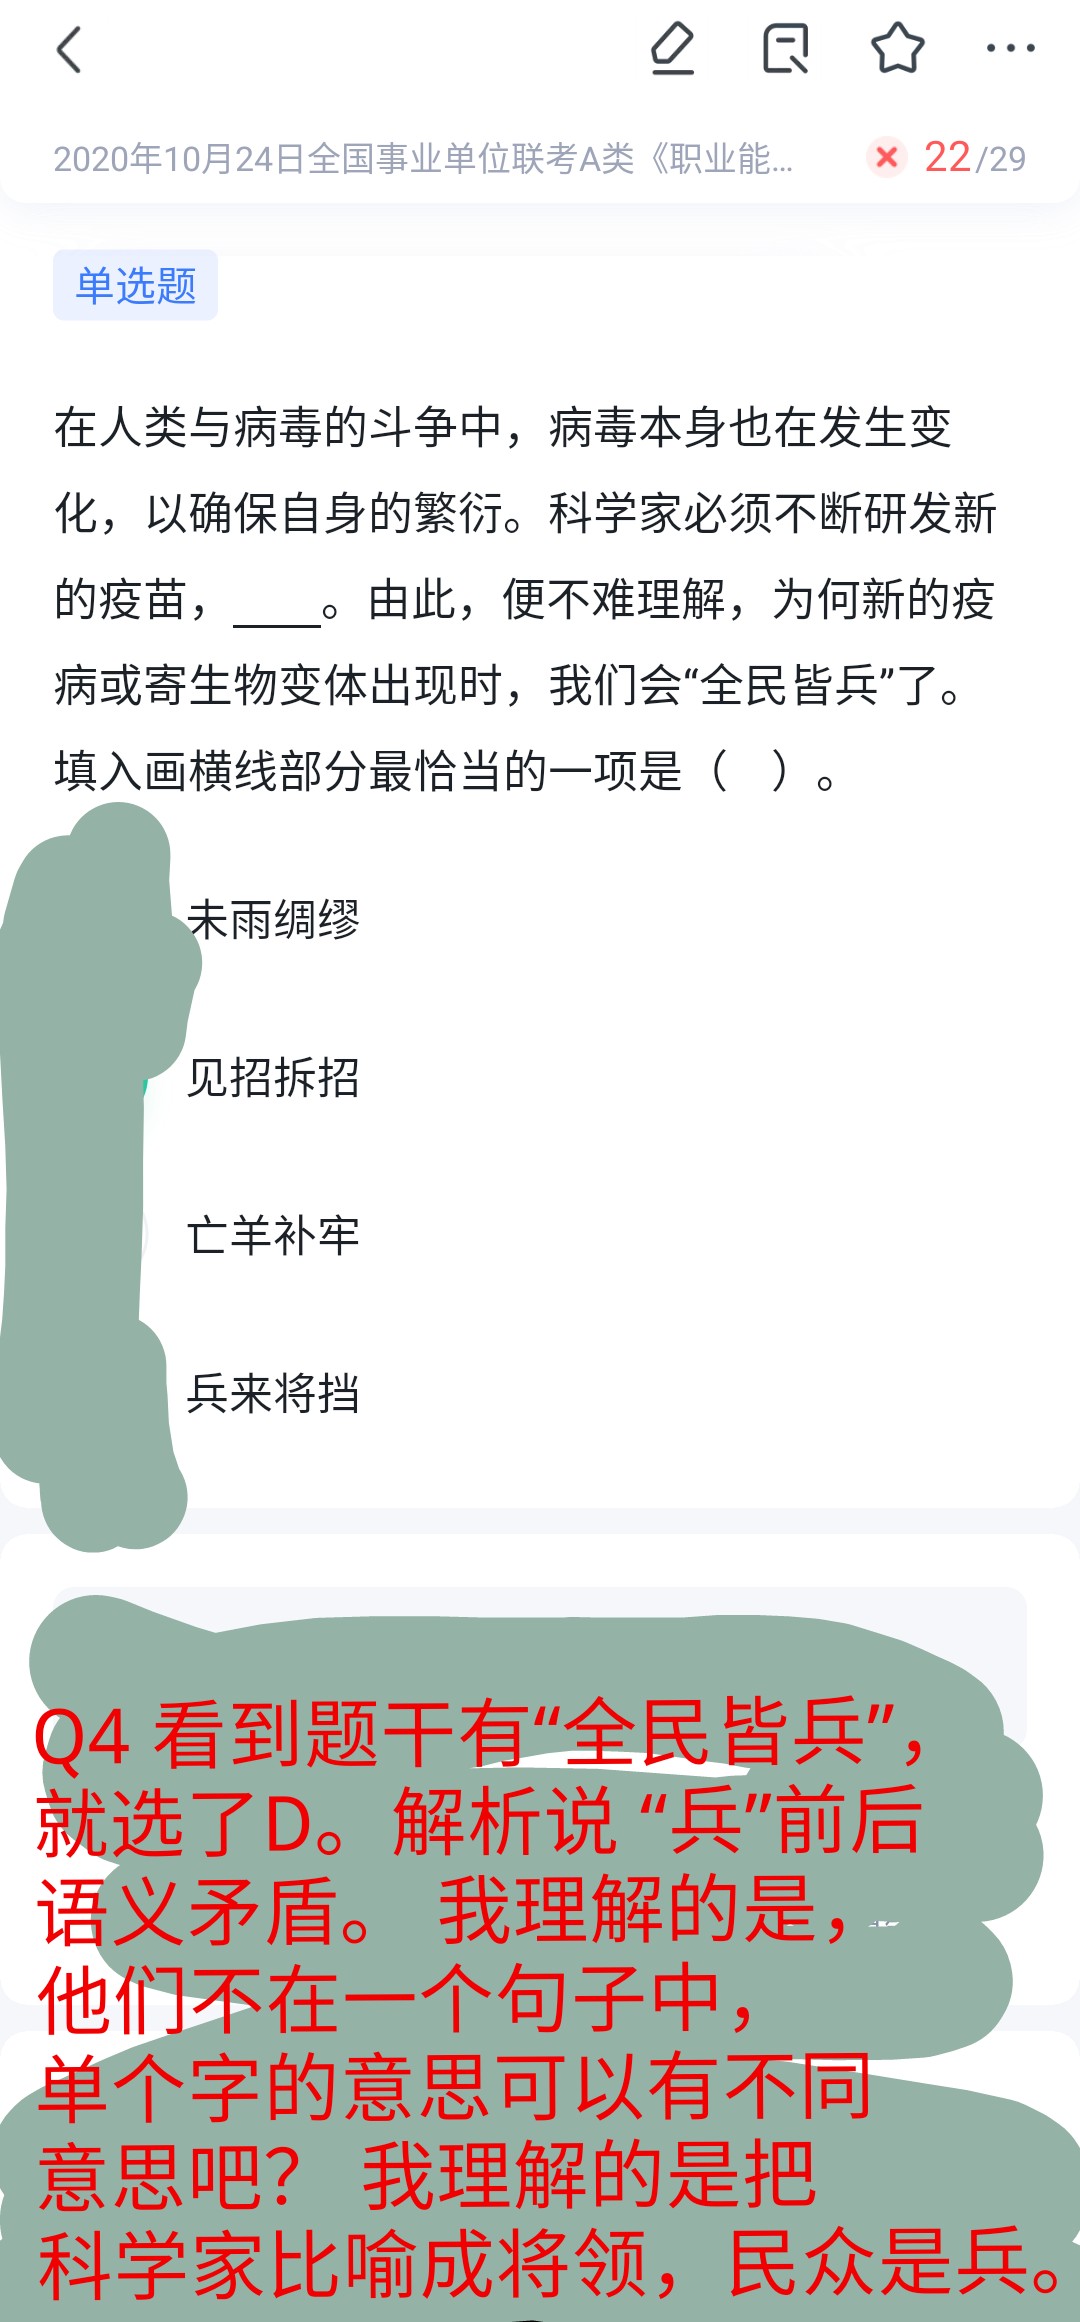 2020年10月24日全国事业单位联考A类《职业能... 22/29
单选题
在人类与病毒的斗争中，病毒本身也在发生变
化，以确保自身的繁衍。科学家必须不断研发新
的疫苗，____。由此，便不难理解，为何新的疫
病或寄生物变体出现时，我们会“全民皆兵”了。
填入画横线部分最恰当的一项是（ ）。
未雨绸缪
见招拆招
亡羊补牢
兵来将挡
Q4 看到题干有“全民皆兵”，
就选了D。解析说 “兵”前后
语义矛盾。 我理解的是，
他们不在一个句子中，
单个字的意思可以有不同
意思吧？ 我理解的是把
科学家比喻成将领，民众是兵。